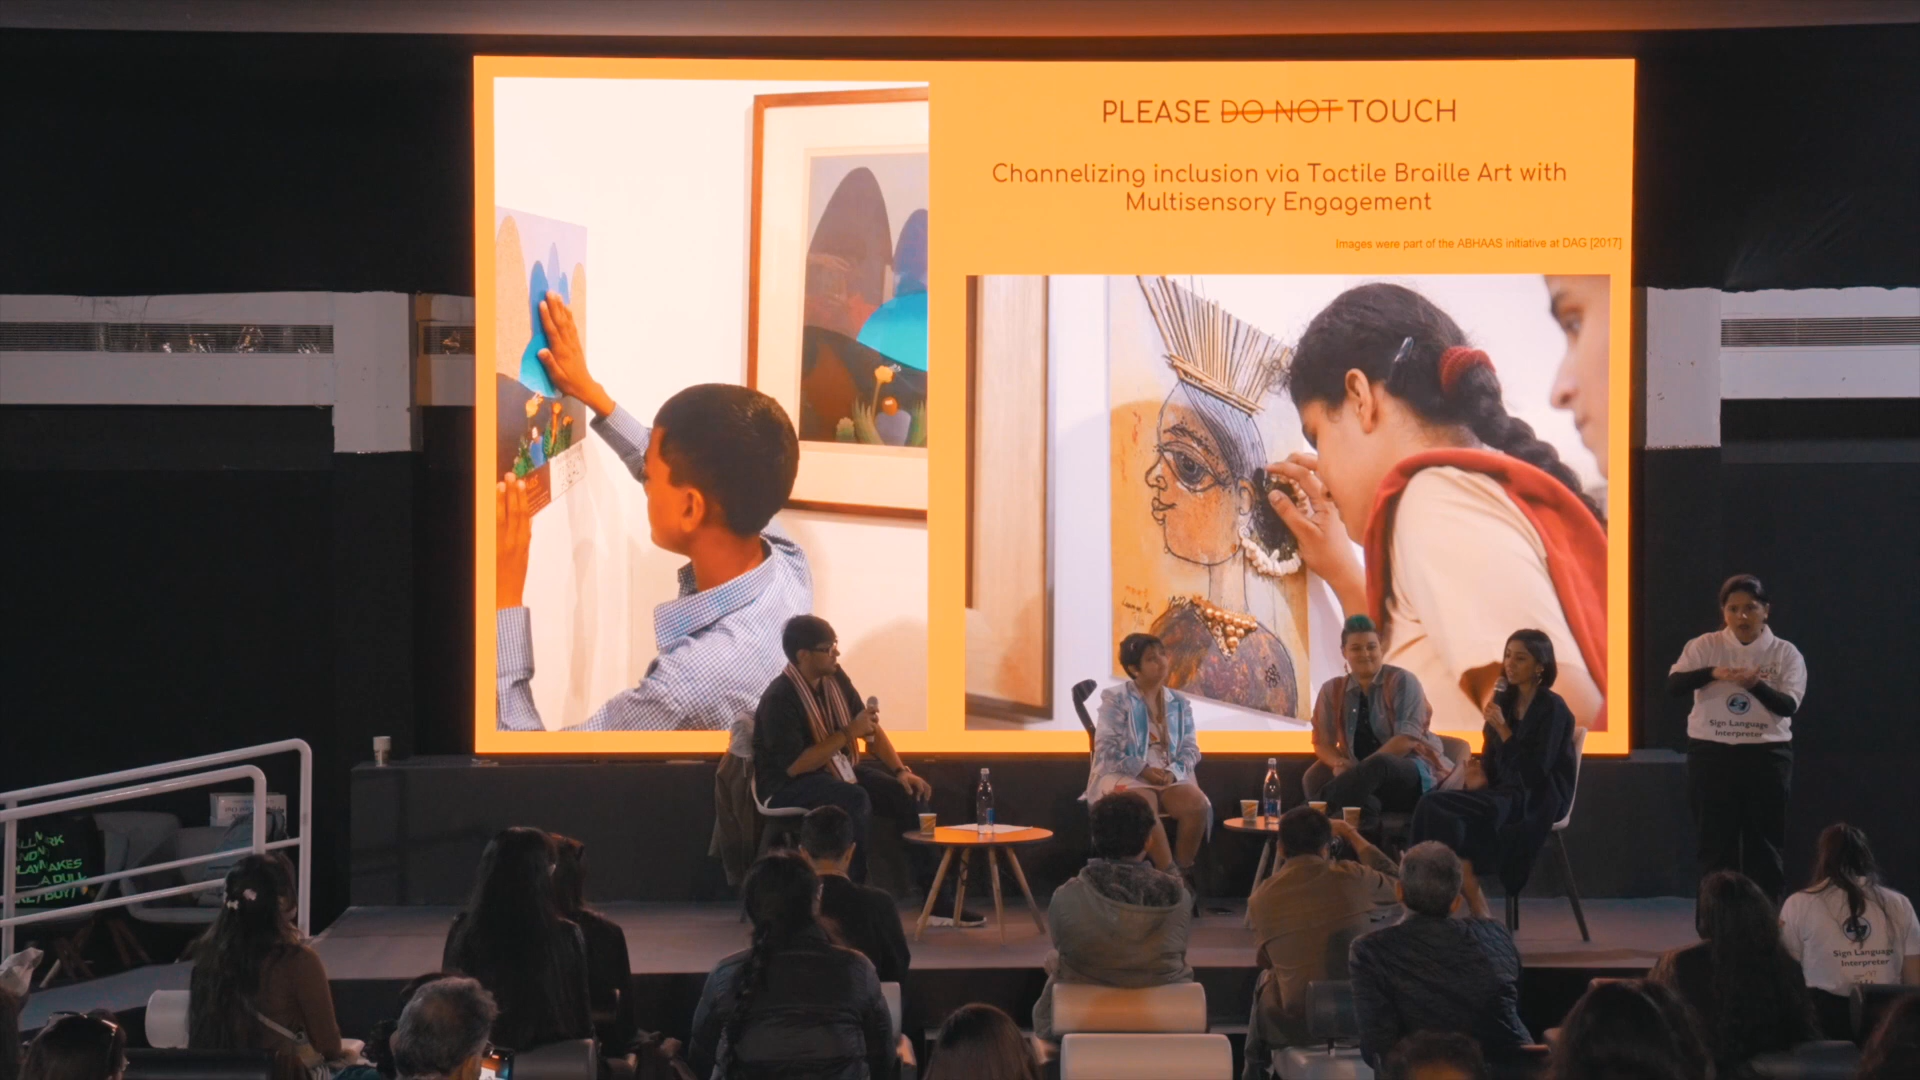 PLEASE DO NOT TOUCH
Channelizing inclusion via Tactile Braille Art with
Multisensory Engagement
Images were part of the ABHAAS initiative at DAG [2017]
Sign Language
Interpreter
Sign Language
Interpreter